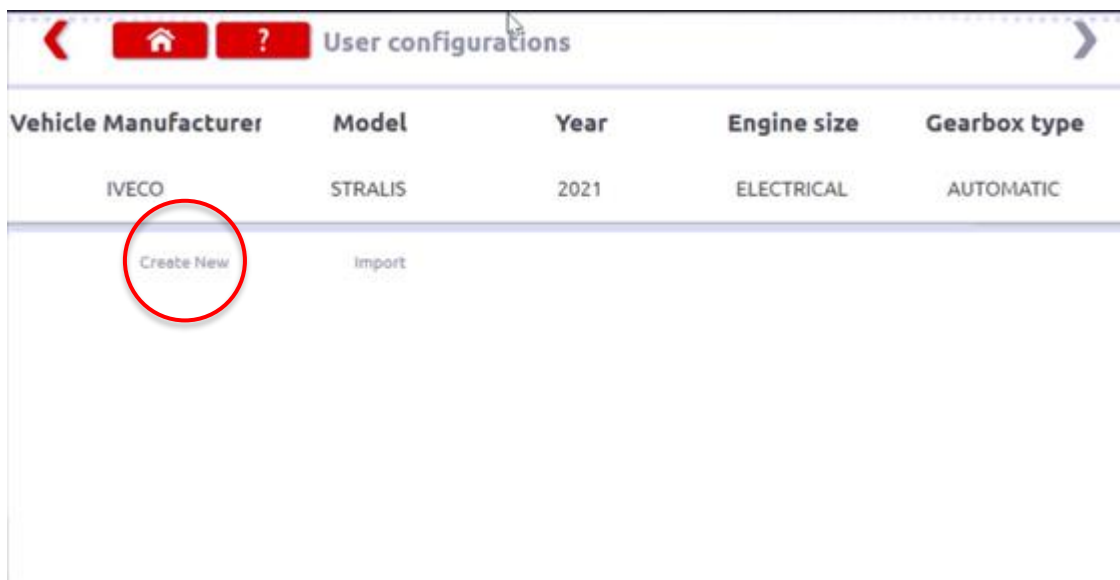 ? User configurations
Vehicle Manufacturer Model Year Engine size Gearbox type
IVECO STRALIS 2021 ELECTRICAL AUTOMATIC
Create New Import